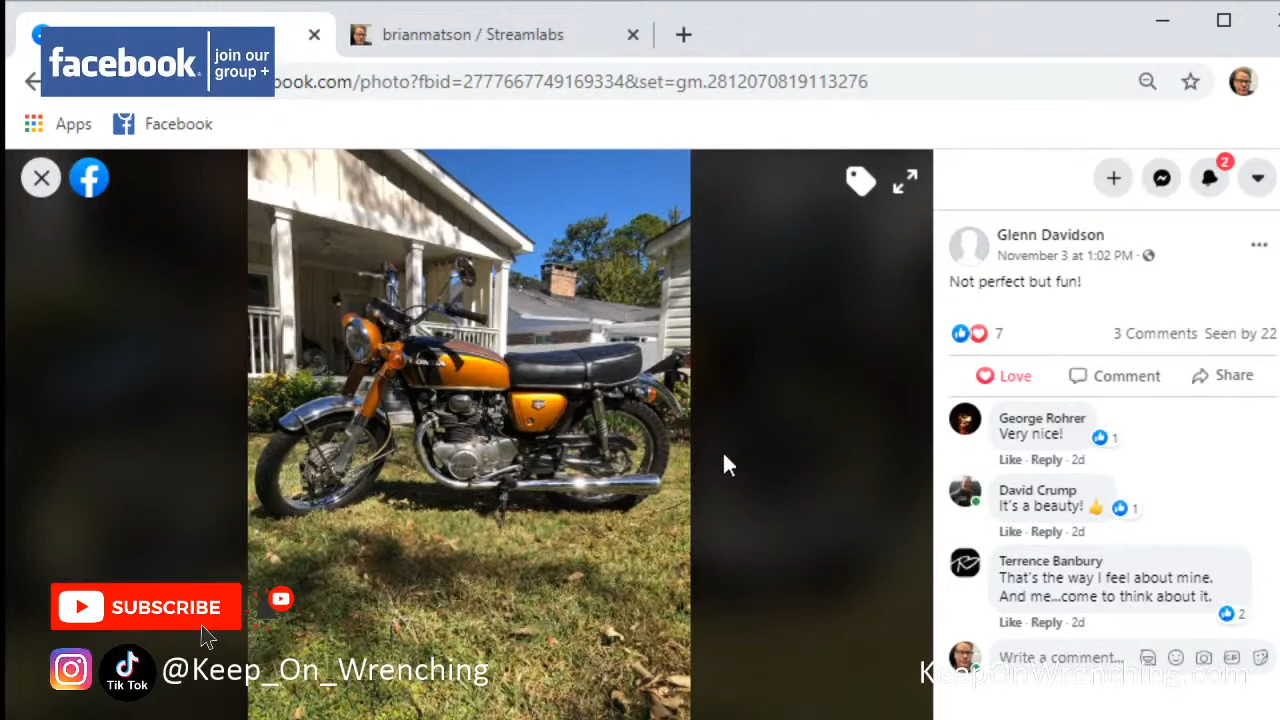 facebook join our group +
brianmatson / Streamlabs
book.com/photo?fbid=2777667749169334&set=gm.2812070819113276
Apps
Facebook
2
Glenn Davidson
November 3 at 1:02 PM ·
Not perfect but fun!
7
3 Comments Seen by 22
Love
Comment
Share
George Rohrer
Very nice!
1
Like · Reply · 2d
David Crump
It's a beauty! 👍
1
Like · Reply · 2d
Terrence Banbury
That's the way I feel about mine.
And me...come to think about it.
2
Like · Reply · 2d
Write a comment...
GIF
HONDA
SUBSCRIBE
Tik Tok
@Keep_On_Wrenching
KeepOnWrenching.com